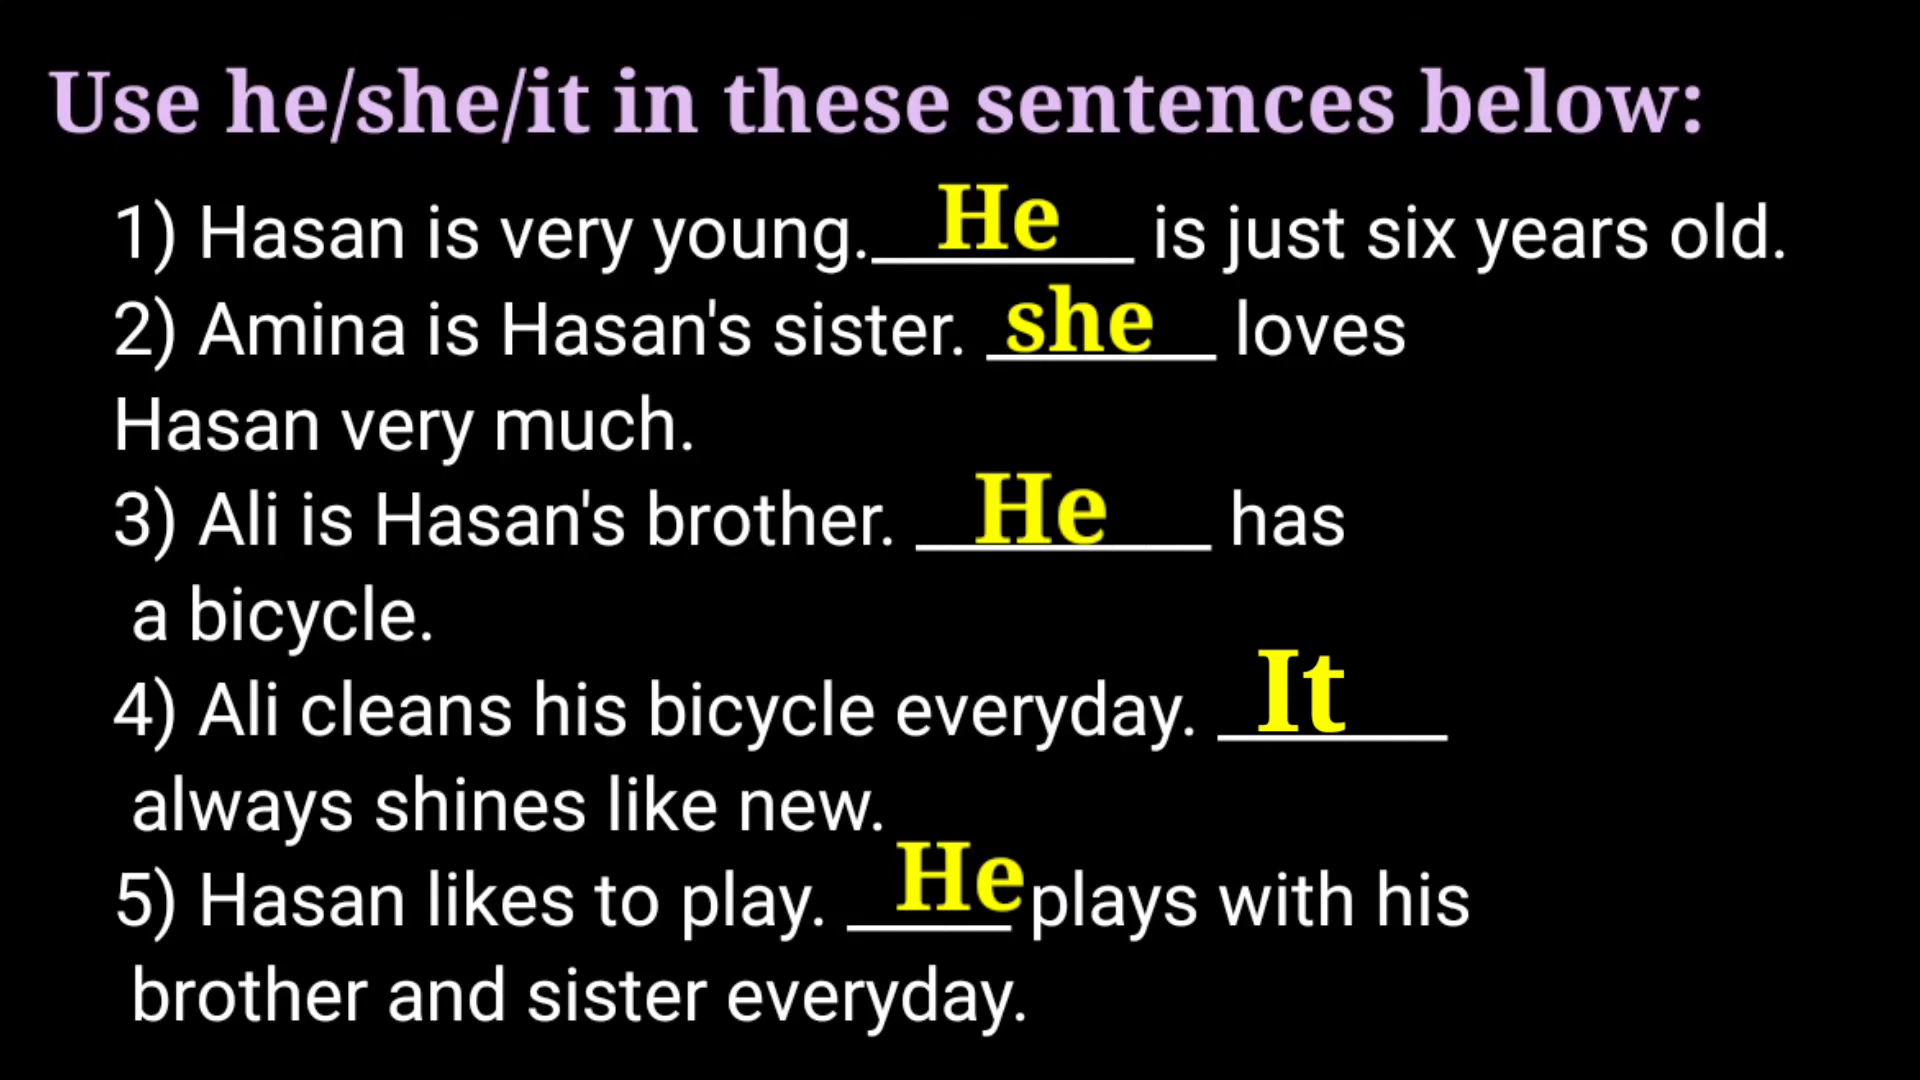 Use he/she/it in these sentences below:
1) Hasan is very young. He is just six years old.
2) Amina is Hasan's sister. she loves
Hasan very much.
3) Ali is Hasan's brother. He has
a bicycle.
4) Ali cleans his bicycle everyday. It
always shines like new.
5) Hasan likes to play. He plays with his
brother and sister everyday.